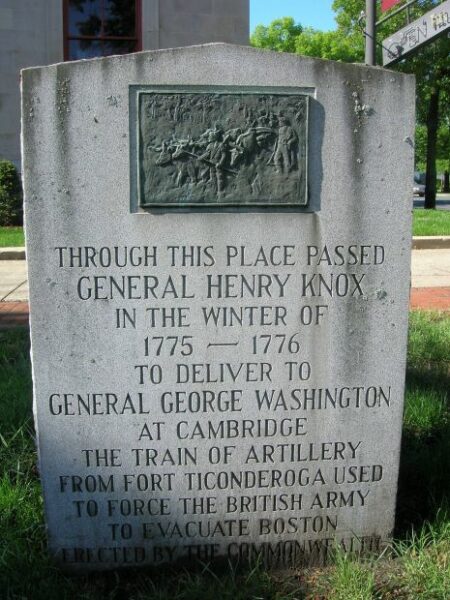 THROUGH THIS PLACE PASSED
GENERAL HENRY KNOX
IN THE WINTER OF
1775 — 1776
TO DELIVER TO
GENERAL GEORGE WASHINGTON
AT CAMBRIDGE
THE TRAIN OF ARTILLERY
FROM FORT TICONDEROGA USED
TO FORCE THE BRITISH ARMY
TO EVACUATE BOSTON
ERECTED BY THE COMMONWEALTH